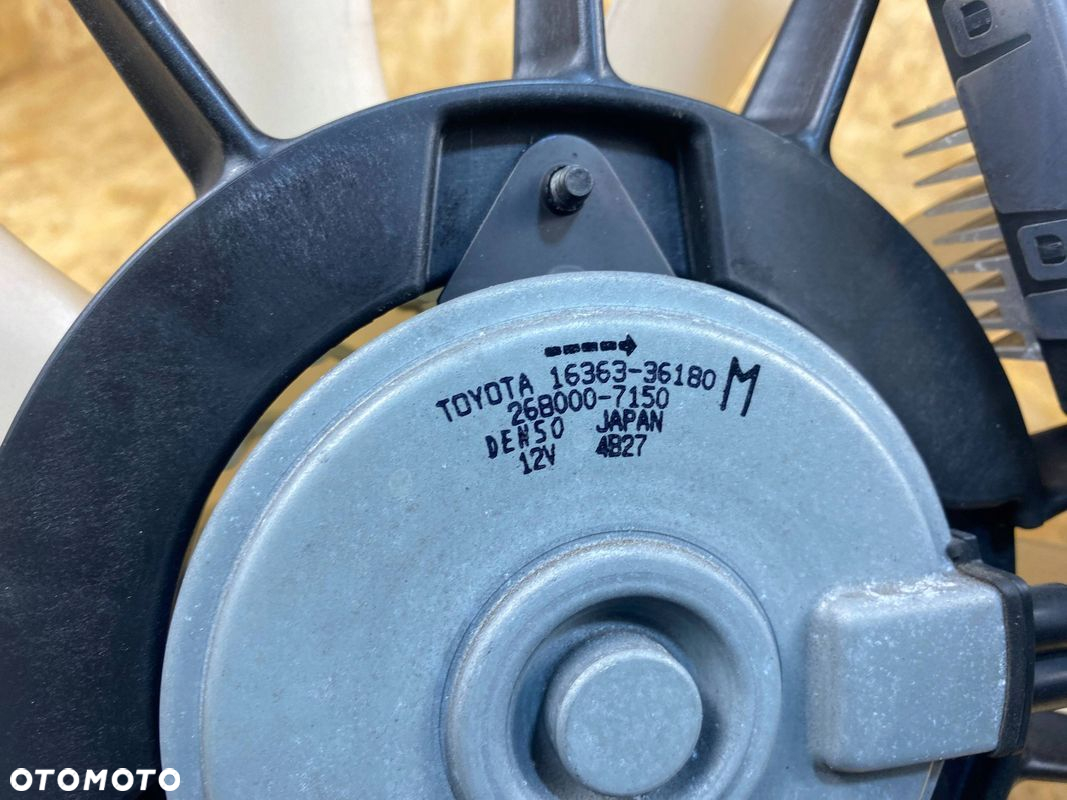 TOYOTA 16363-36180 M
268000-7150
DENSO JAPAN
12V 4B27
OTOMOTO